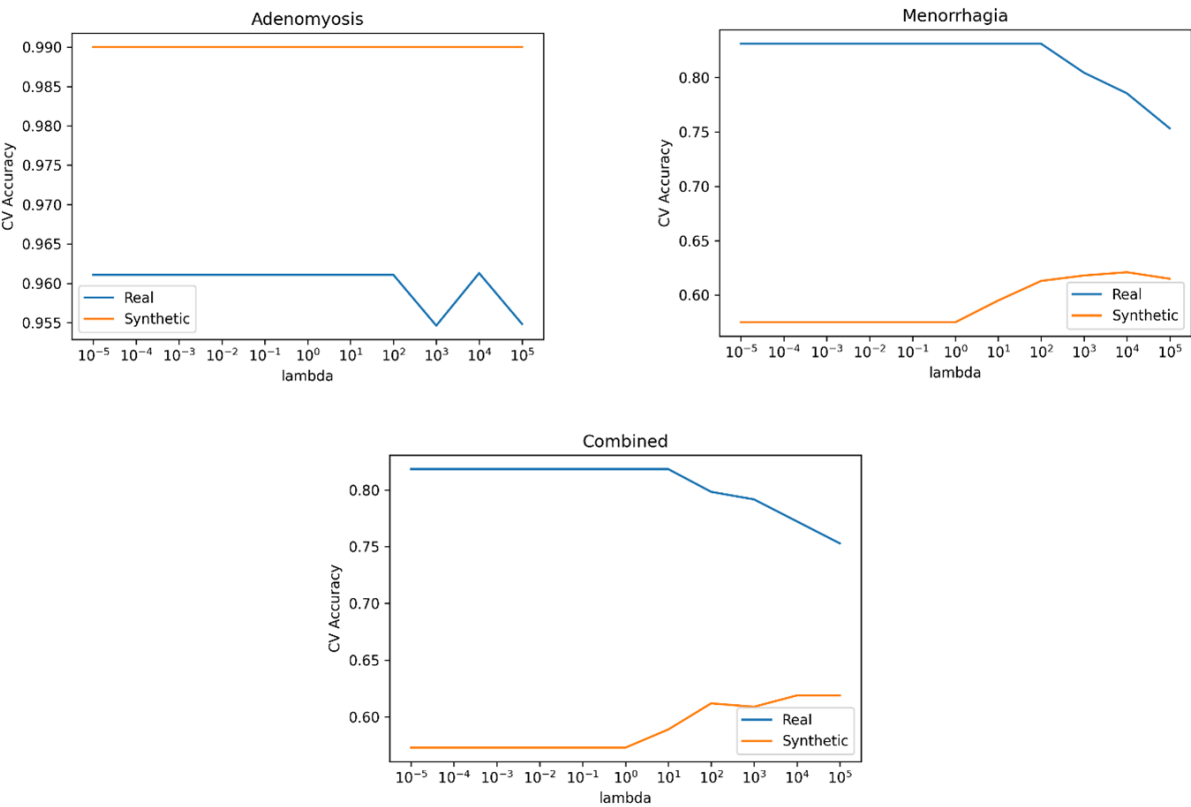 Adenomyosis
CV Accuracy
0.990
0.985
0.980
0.975
0.970
0.965
0.960
0.955
Real
Synthetic
10⁻⁵ 10⁻⁴ 10⁻³ 10⁻² 10⁻¹ 10⁰ 10¹ 10² 10³ 10⁴ 10⁵
lambda
Menorrhagia
CV Accuracy
0.80
0.75
0.70
0.65
0.60
Real
Synthetic
10⁻⁵ 10⁻⁴ 10⁻³ 10⁻² 10⁻¹ 10⁰ 10¹ 10² 10³ 10⁴ 10⁵
lambda
Combined
CV Accuracy
0.80
0.75
0.70
0.65
0.60
Real
Synthetic
10⁻⁵ 10⁻⁴ 10⁻³ 10⁻² 10⁻¹ 10⁰ 10¹ 10² 10³ 10⁴ 10⁵
lambda